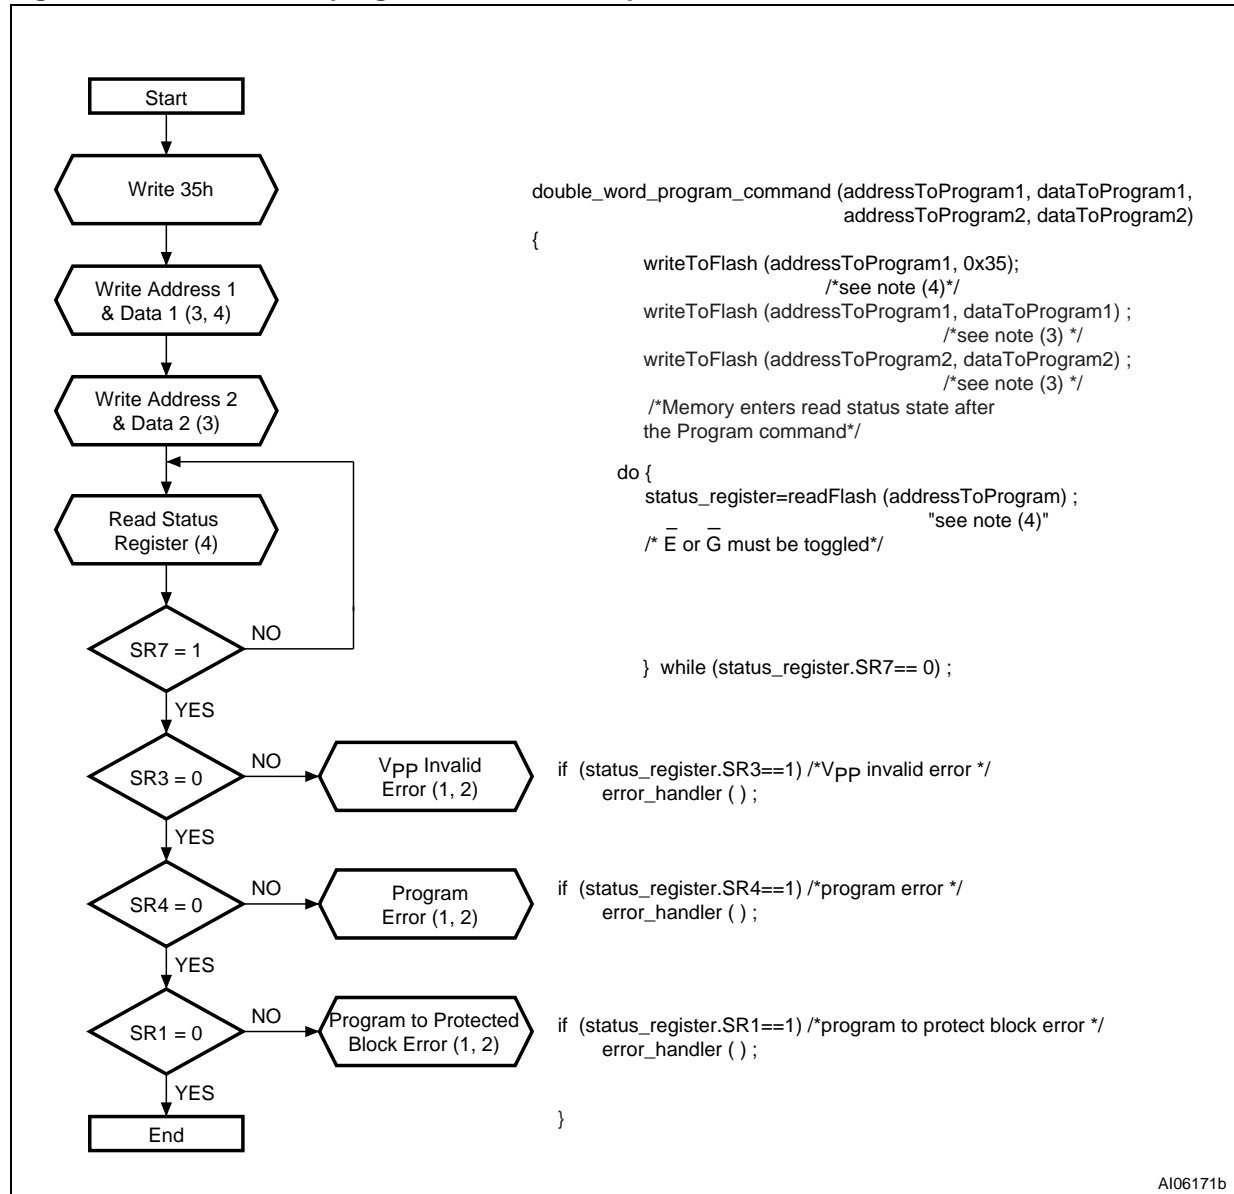 Start
Write 35h
Write Address 1
& Data 1 (3, 4)
Write Address 2
& Data 2 (3)
Read Status
Register (4)
SR7 = 1
NO
YES
SR3 = 0
NO
VPP Invalid
Error (1, 2)
YES
SR4 = 0
NO
Program
Error (1, 2)
YES
SR1 = 0
NO
Program to Protected
Block Error (1, 2)
YES
End
double_word_program_command (addressToProgram1, dataToProgram1,
addressToProgram2, dataToProgram2)
{
writeToFlash (addressToProgram1, 0x35);
/*see note (4)*/
writeToFlash (addressToProgram1, dataToProgram1) ;
/*see note (3) */
writeToFlash (addressToProgram2, dataToProgram2) ;
/*see note (3) */
/*Memory enters read status state after
the Program command*/
do {
status_register=readFlash (addressToProgram) ;
"see note (4)"
/* E̅ or G̅ must be toggled*/
} while (status_register.SR7== 0) ;
if (status_register.SR3==1) /*VPP invalid error */
error_handler ( ) ;
if (status_register.SR4==1) /*program error */
error_handler ( ) ;
if (status_register.SR1==1) /*program to protect block error */
error_handler ( ) ;
}
AI06171b